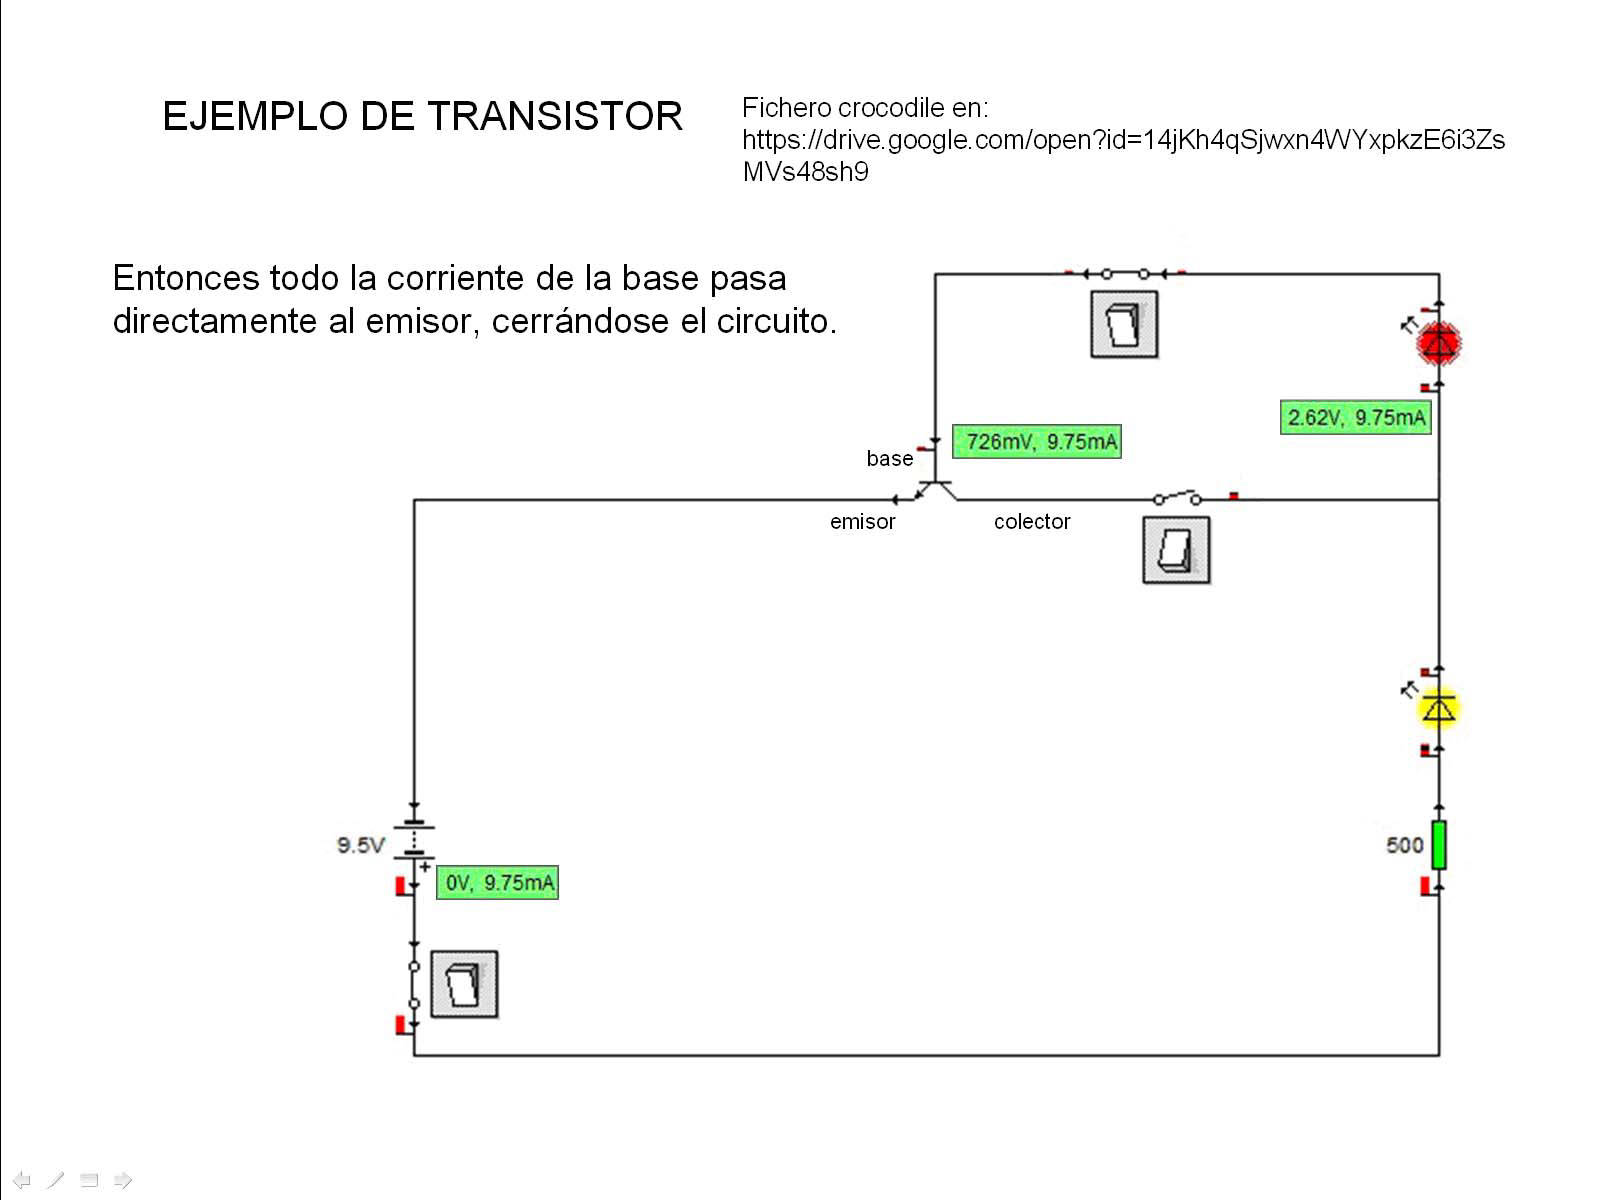 EJEMPLO DE TRANSISTOR
Fichero crocodile en:
https://drive.google.com/open?id=14jKh4qSjwxn4WYxpkzE6i3Zs
MVs48sh9
Entonces todo la corriente de la base pasa
directamente al emisor, cerrándose el circuito.
2.62V, 9.75mA
726mV, 9.75mA
base
emisor
colector
9.5V
+
0V, 9.75mA
500